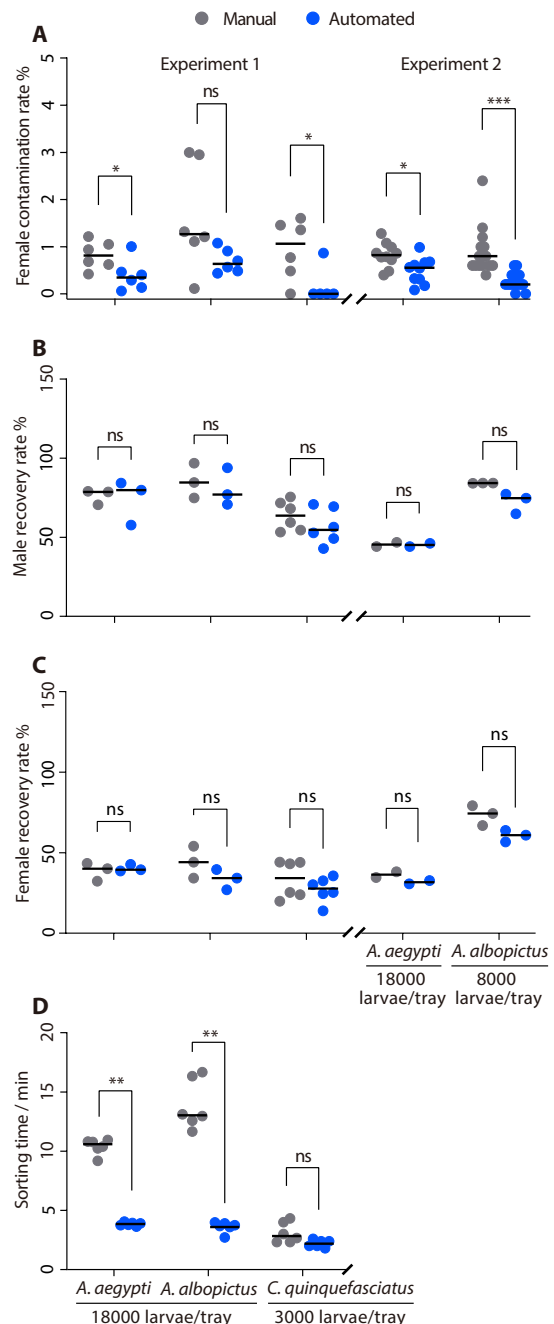 Manual Automated
A
Experiment 1 Experiment 2
Female contamination rate %
0 1 2 3 4 5
* ns * * ***
B
Male recovery rate %
0 50 100 150
ns ns ns ns ns
C
Female recovery rate %
0 50 100 150
ns ns ns ns ns
A. aegypti A. albopictus
18000 8000
larvae/tray larvae/tray
D
Sorting time / min
0 5 10 15 20
** ** ns
A. aegypti A. albopictus C. quinquefasciatus
18000 larvae/tray 3000 larvae/tray